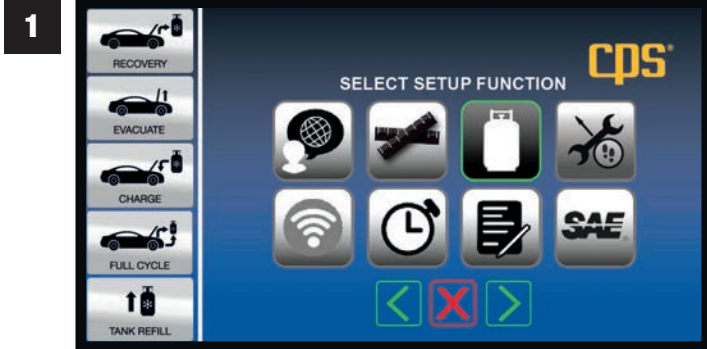 1
RECOVERY
EVACUATE
CHARGE
FULL CYCLE
TANK REFILL
cps®
SELECT SETUP FUNCTION
SAE